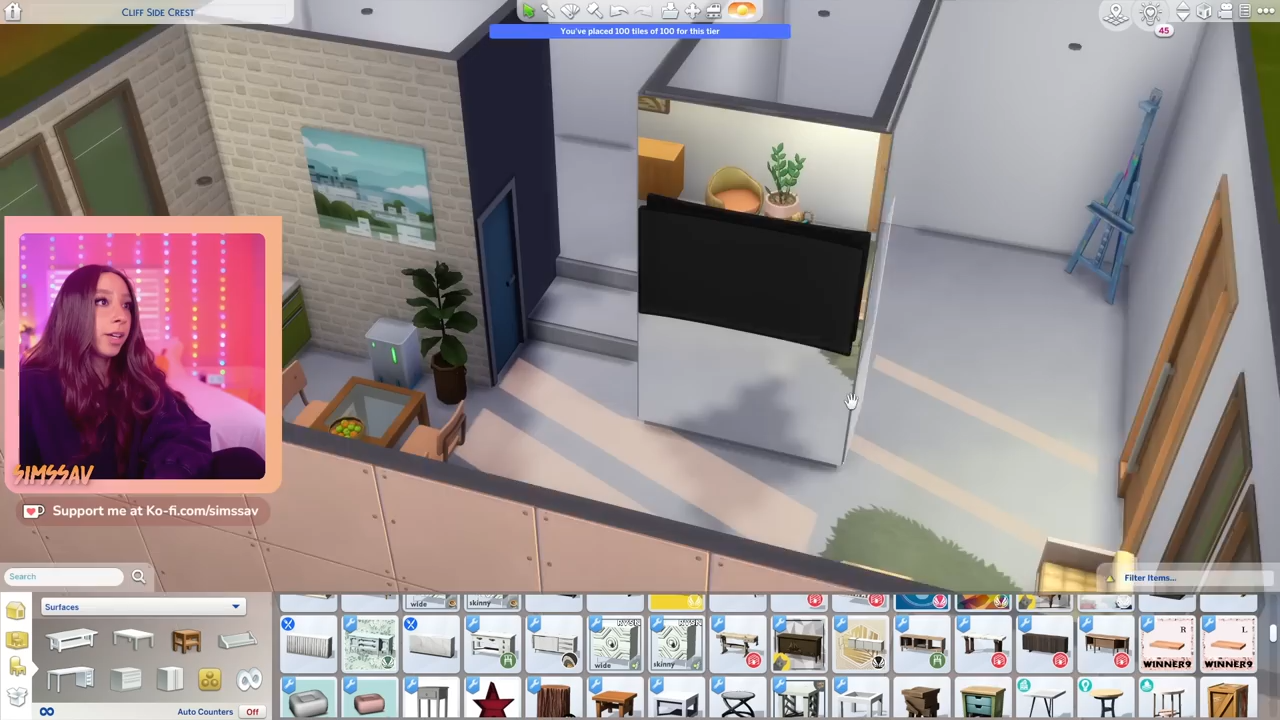 CLIFF SIDE CREST
You've placed 100 tiles of 100 for this tier
45
SIMSSAV
Support me at Ko-fi.com/simssav
Search
Filter Items...
Surfaces
wide
skinny
wide
skinny
R
WINNER9
L
WINNER9
Auto Counters
Off